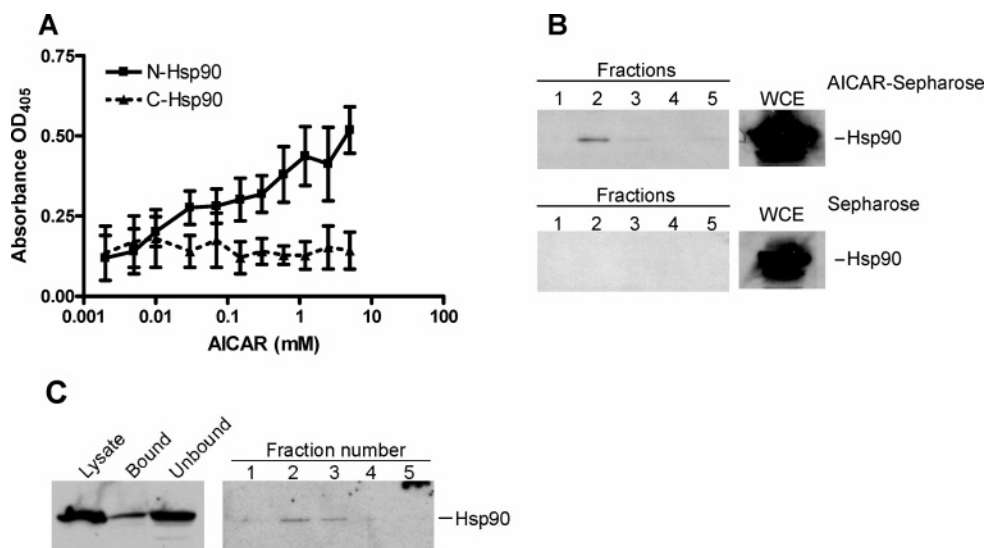 A
Absorbance OD405
0.75
0.50
0.25
0.00
N-Hsp90
C-Hsp90
0.001
0.01
0.1
1
10
100
AICAR (mM)
B
Fractions
1 2 3 4 5
WCE
AICAR-Sepharose
–Hsp90
Fractions
1 2 3 4 5
WCE
Sepharose
–Hsp90
C
Lysate
Bound
Unbound
Fraction number
1 2 3 4 5
–Hsp90